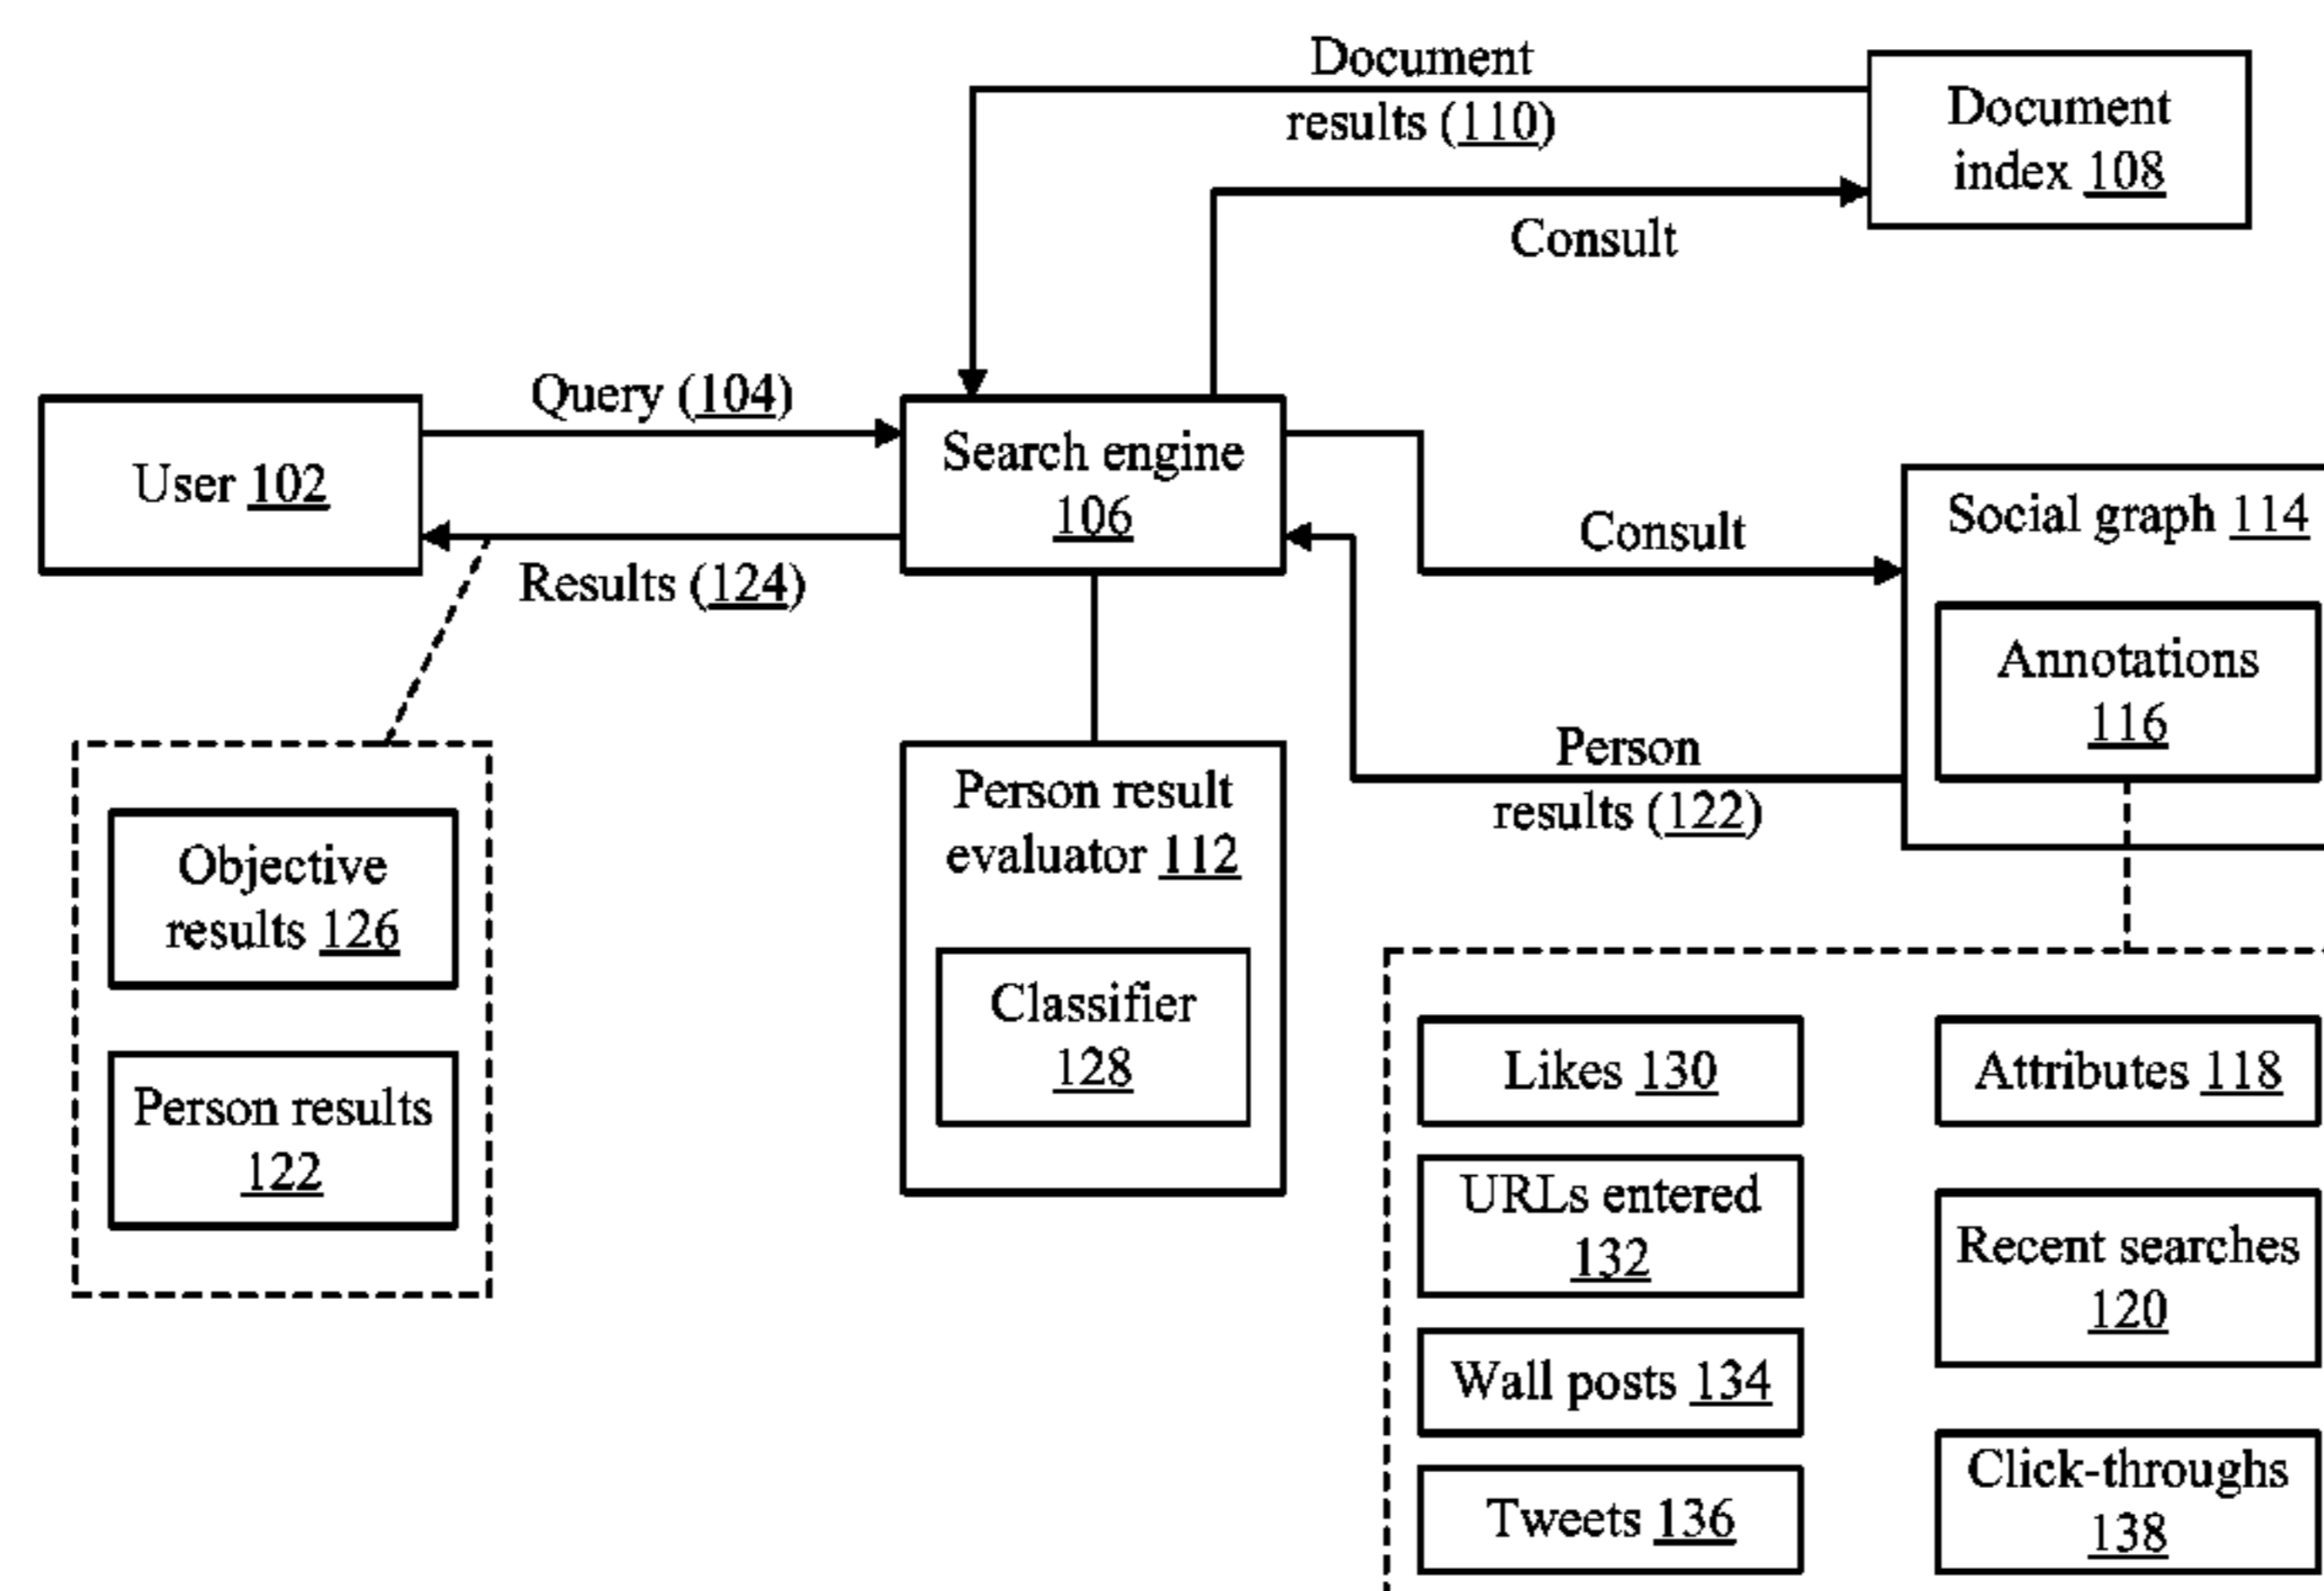 Document
results (110)
Document
index 108
Consult
Query (104)
User 102
Search engine
106
Results (124)
Consult
Social graph 114
Annotations
116
Person
results (122)
Person result
evaluator 112
Classifier
128
Objective
results 126
Person results
122
Likes 130
Attributes 118
URLs entered
132
Recent searches
120
Wall posts 134
Tweets 136
Click-throughs
138